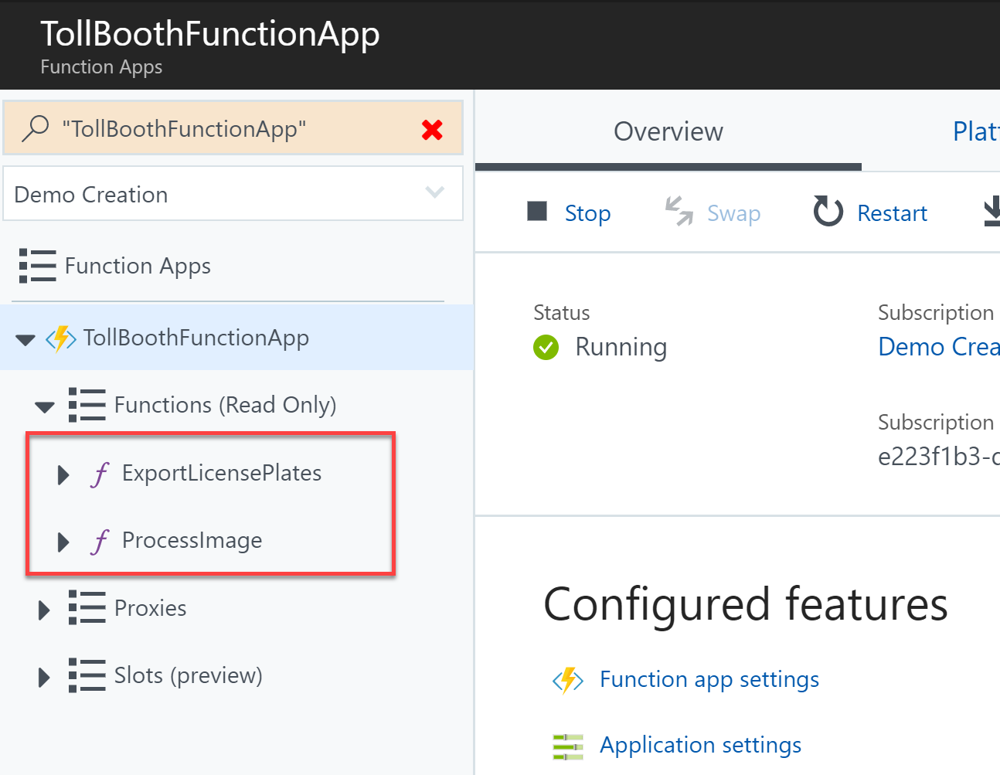 TollBoothFunctionApp
Function Apps
"TollBoothFunctionApp"
Demo Creation
Function Apps
TollBoothFunctionApp
Functions (Read Only)
ExportLicensePlates
ProcessImage
Proxies
Slots (preview)
Overview
Plat
Stop
Swap
Restart
Status
Running
Subscription
Demo Crea
Subscription
e223f1b3-
Configured features
Function app settings
Application settings